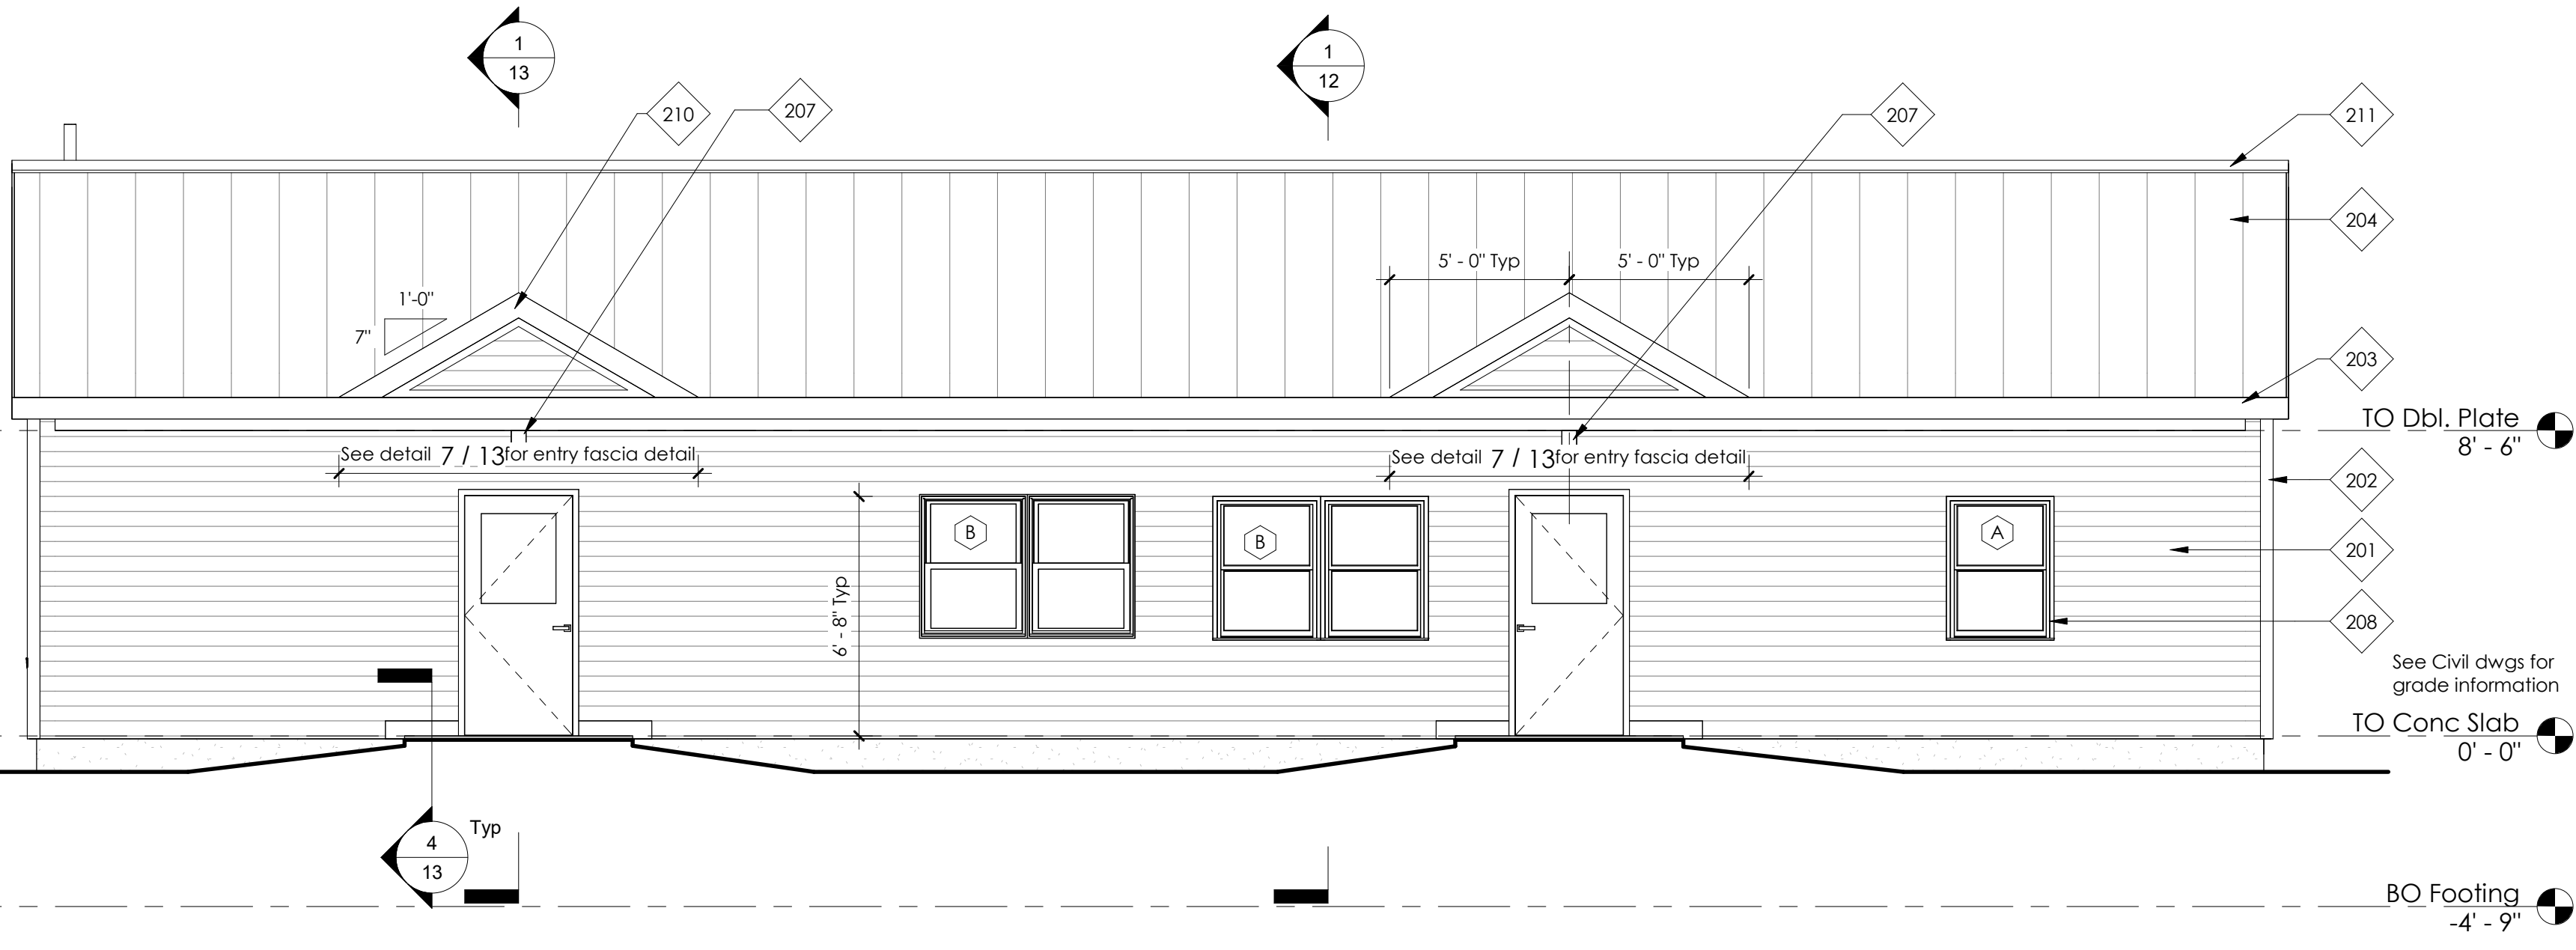 1
13
1
12
210
207
207
211
204
5' - 0" Typ
5' - 0" Typ
1'-0"
7"
203
TO Dbl. Plate
8' - 6"
See detail 7 / 13 for entry fascia detail
See detail 7 / 13 for entry fascia detail
202
B
B
A
201
6' - 8" Typ
208
See Civil dwgs for
grade information
TO Conc Slab
0' - 0"
4
13
Typ
BO Footing
-4' - 9"